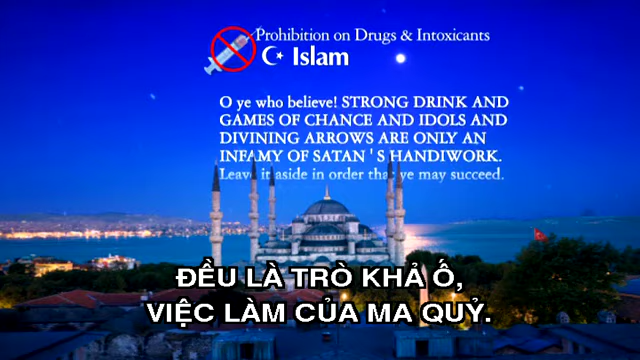 Prohibition on Drugs & Intoxicants
Islam
O ye who believe! STRONG DRINK AND
GAMES OF CHANCE AND IDOLS AND
DIVINING ARROWS ARE ONLY AN
INFAMY OF SATAN'S HANDIWORK.
Leave it aside in order that ye may succeed.
ĐỀU LÀ TRÒ KHẢ Ố,
VIỆC LÀM CỦA MA QUỶ.